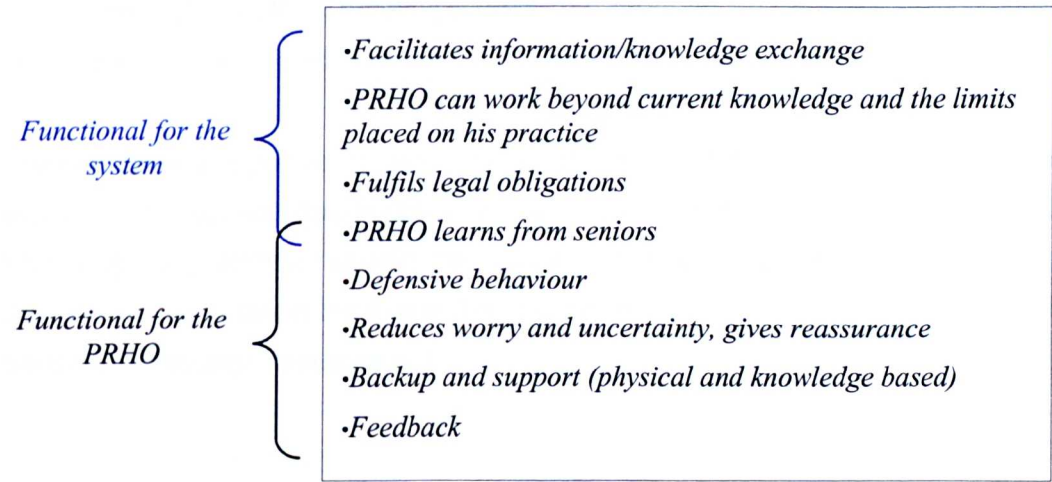 Functional for the
system
Functional for the
PRHO
•Facilitates information/knowledge exchange
•PRHO can work beyond current knowledge and the limits
placed on his practice
•Fulfils legal obligations
•PRHO learns from seniors
•Defensive behaviour
•Reduces worry and uncertainty, gives reassurance
•Backup and support (physical and knowledge based)
•Feedback